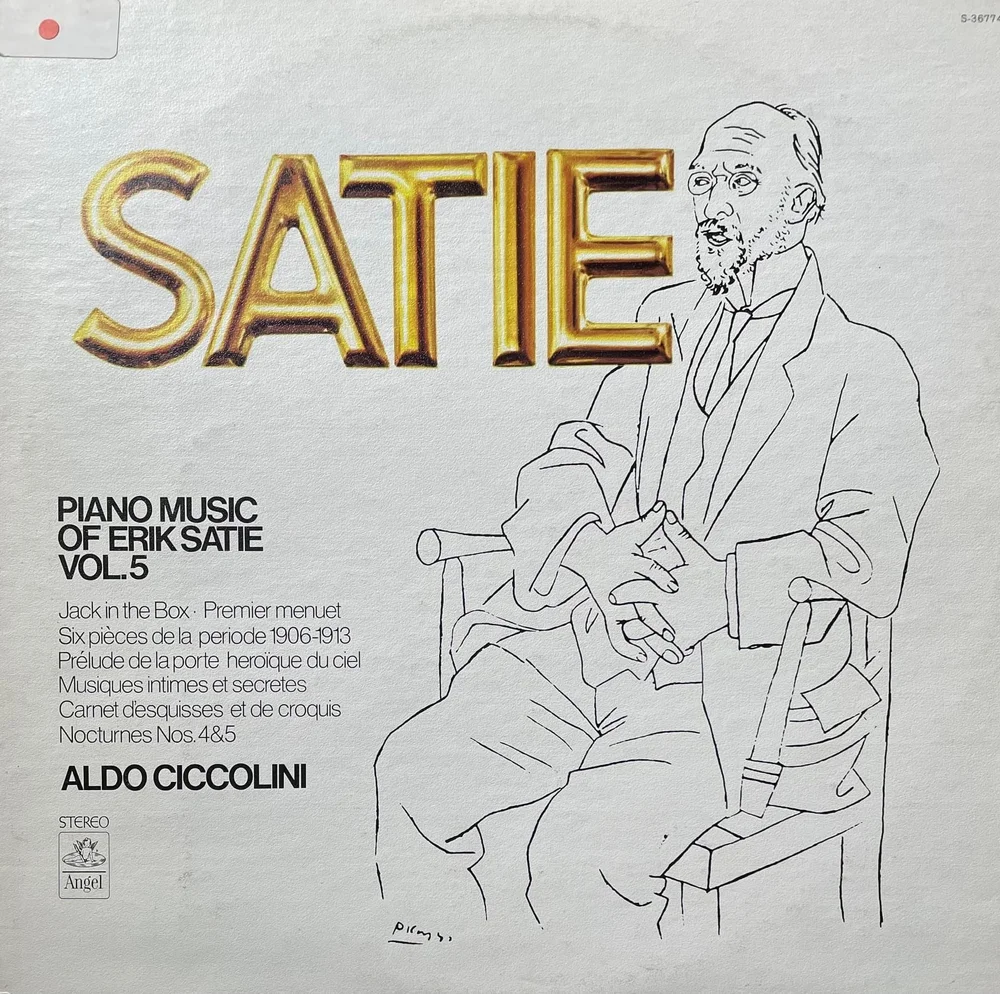 S-36774
SATIE
PIANO MUSIC
OF ERIK SATIE
VOL.5
Jack in the Box · Premier menuet
Six pièces de la periode 1906-1913
Prélude de la porte heroïque du ciel
Musiques intimes et secretes
Carnet d'esquisses et de croquis
Nocturnes Nos. 4&5
ALDO CICCOLINI
STEREO
Angel
Picasso